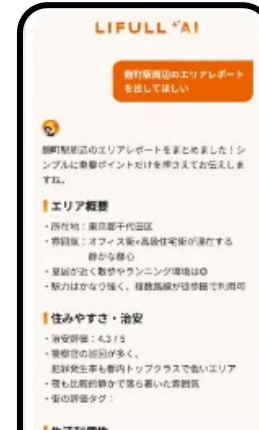 LIFULL AI
麹町駅周辺のエリアレポート
を出してほしい
麹町駅周辺のエリアレポートをまとめました！シ
ンプルに重要ポイントだけを押さえてお伝えしま
すね。
エリア概要
・所在地：東京都千代田区
・雰囲気：オフィス街×高級住宅街が混在する
静かな都心
・皇居が近く散歩やランニング環境は◎
・駅力はかなり強く、複数路線が徒歩圏で利用可
住みやすさ・治安
・治安評価：4.3 / 5
・警察官の巡回が多く、
犯罪発生率も都内トップクラスで低いエリア
・夜も比較的静かで落ち着いた雰囲気
・街の評価タグ：